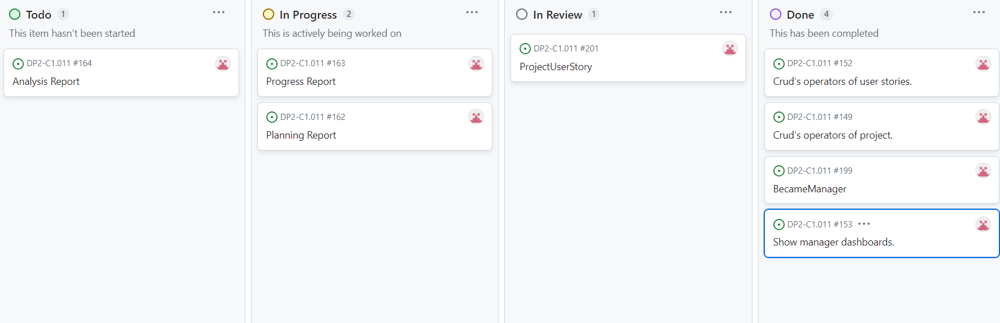 Todo 1
This item hasn't been started
DP2-C1.011 #164
Analysis Report
In Progress 2
This is actively being worked on
DP2-C1.011 #163
Progress Report
DP2-C1.011 #162
Planning Report
In Review 1
DP2-C1.011 #201
ProjectUserStory
Done 4
This has been completed
DP2-C1.011 #152
Crud's operators of user stories.
DP2-C1.011 #149
Crud's operators of project.
DP2-C1.011 #199
BecameManager
DP2-C1.011 #153
Show manager dashboards.